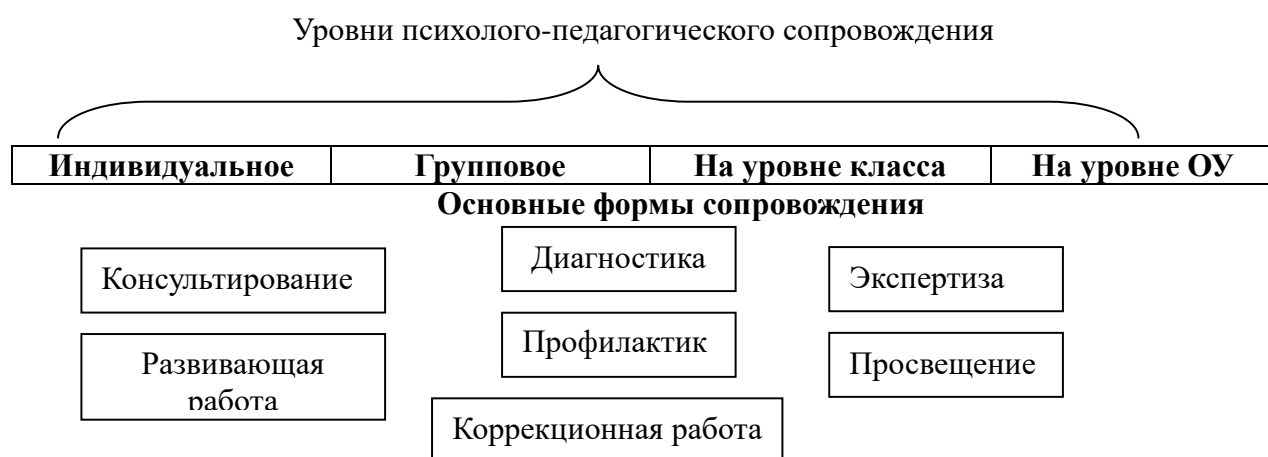 Уровни психолого-педагогического сопровождения
Индивидуальное Групповое На уровне класса На уровне ОУ
Основные формы сопровождения
Консультирование
Диагностика
Экспертиза
Развивающая
работа
Профилактик
Просвещение
Коррекционная работа